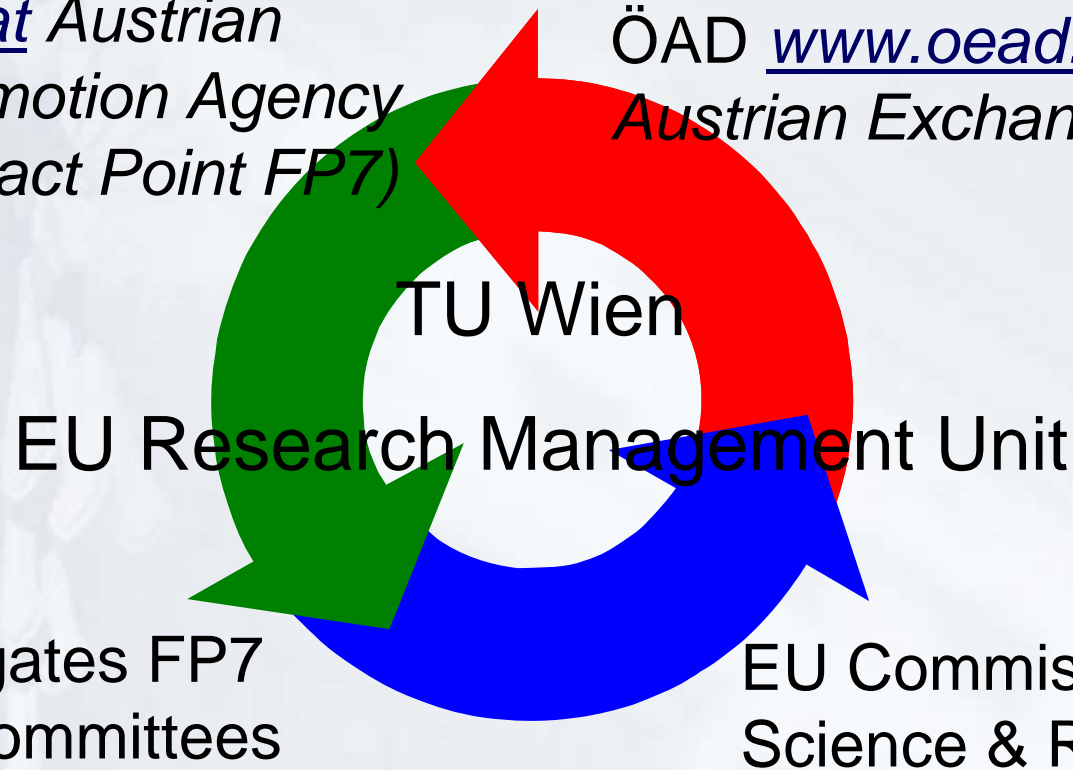 at Austrian
motion Agency
act Point FP7)
ÖAD www.oead.
Austrian Exchan
TU Wien
EU Research Management Unit
gates FP7
ommittees
EU Commis
Science & R